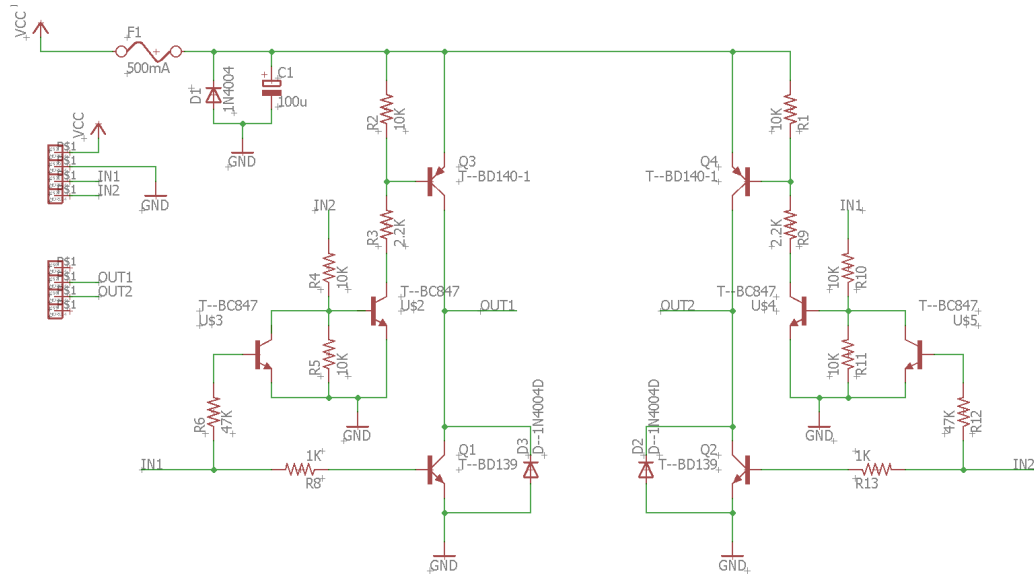 VCC
F1
500mA
D1
1N4004
C1
100u
GND
R2
10K
10K
R1
VCC
GND
IN1
IN2
Q3
T--BD140-1
Q4
T--BD140-1
R3
2.2K
2.2K
R9
IN2
IN1
R4
10K
10K
R10
OUT1
OUT2
T--BC847
U$3
T--BC847
U$2
OUT1
OUT2
T--BC847
U$4
T--BC847
U$5
R5
10K
10K
R11
R6
47K
47K
R12
GND
GND
IN1
1K
R8
Q1
T--BD139
D3
D--1N4004D
D2
D--1N4004D
Q2
T--BD139
1K
R13
IN2
GND
GND